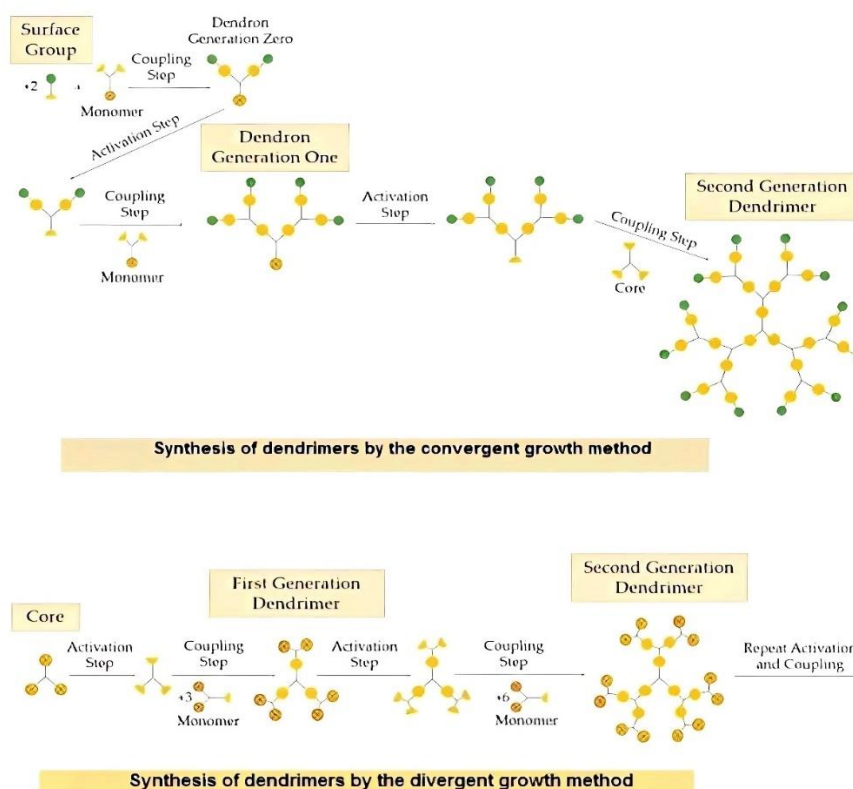 Surface
Group
Dendron
Generation Zero
Coupling
Step
+2
+
Monomer
Activation Step
Dendron
Generation One
Coupling
Step
Monomer
Activation
Step
Coupling Step
Core
Second Generation
Dendrimer
Synthesis of dendrimers by the convergent growth method
First Generation
Dendrimer
Second Generation
Dendrimer
Core
Activation
Step
Coupling
Step
+3
Monomer
Activation
Step
Coupling
Step
+6
Monomer
Repeat Activation
and Coupling
Synthesis of dendrimers by the divergent growth method